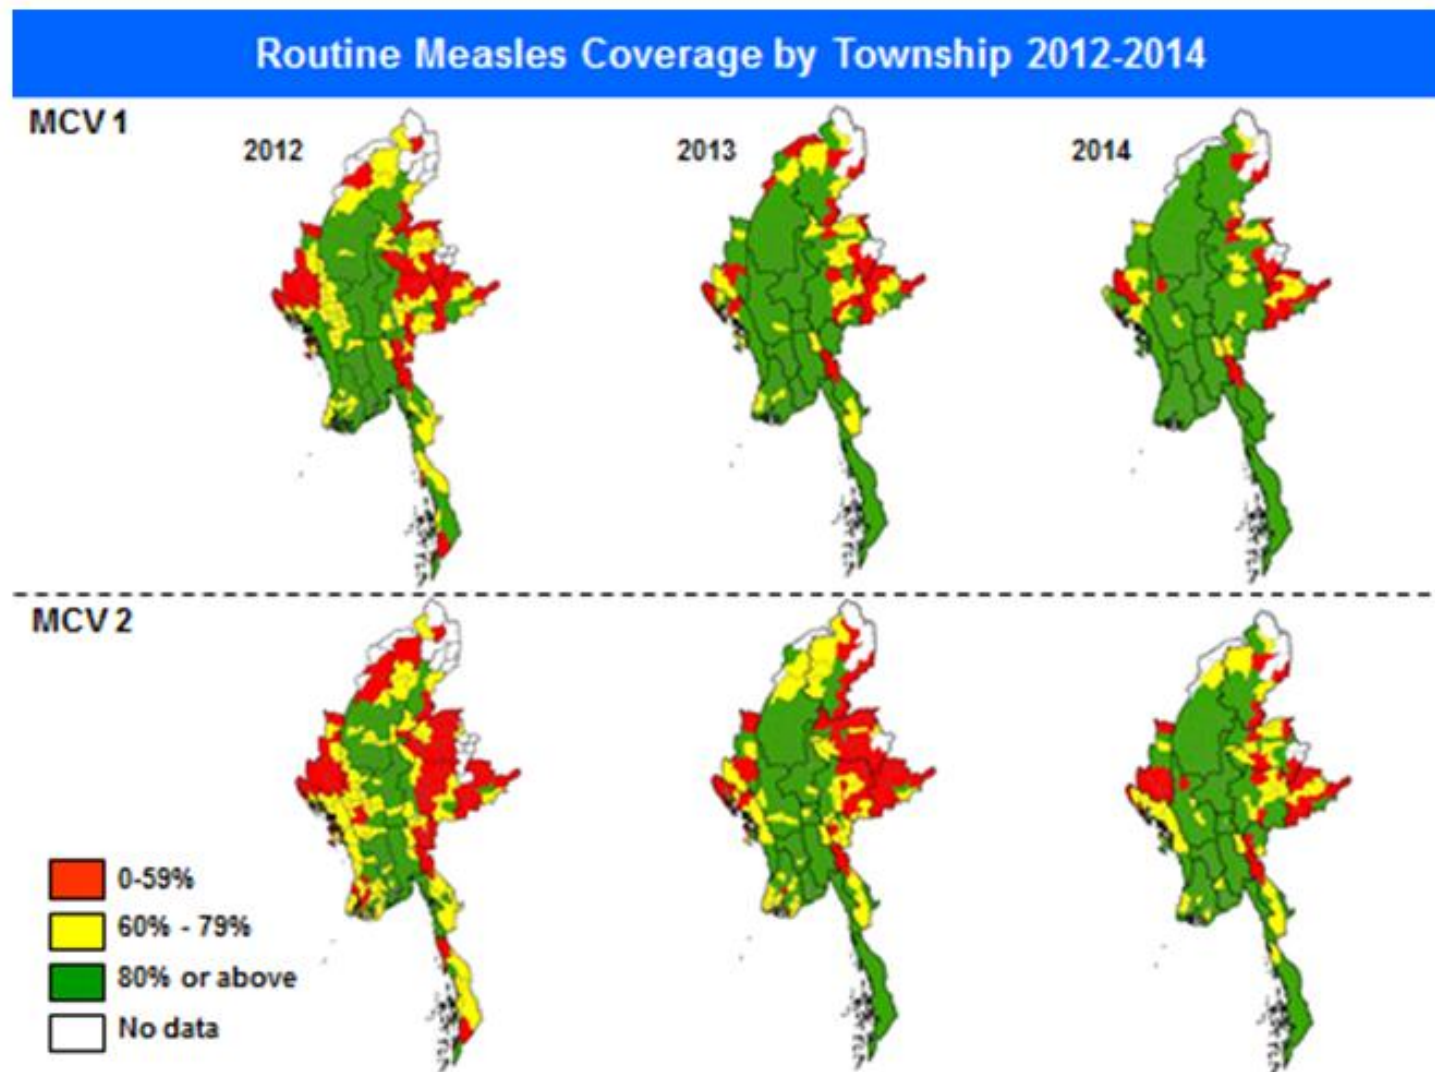 Routine Measles Coverage by Township 2012-2014
MCV 1
2012
2013
2014
MCV 2
0-59%
60% - 79%
80% or above
No data